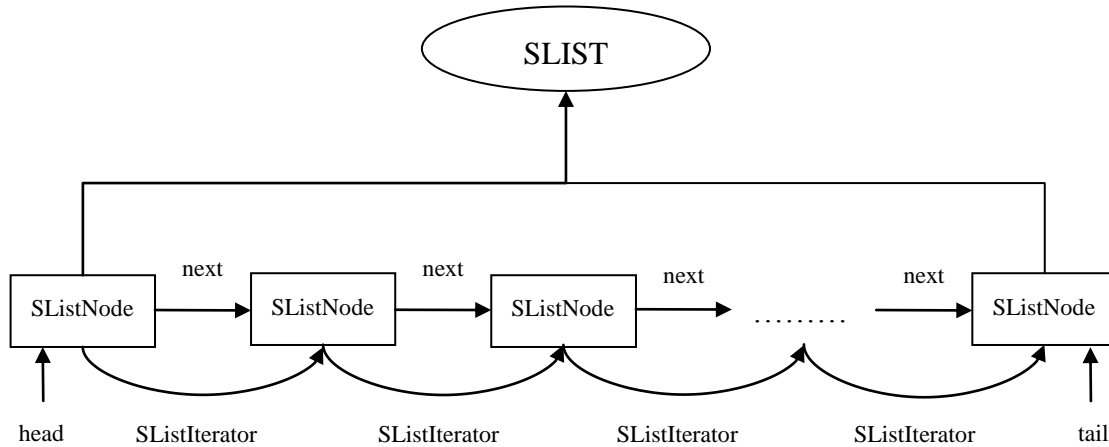 SLIST
next
next
next
next
SListNode
SListNode
SListNode
.........
SListNode
head
SListIterator
SListIterator
SListIterator
SListIterator
tail